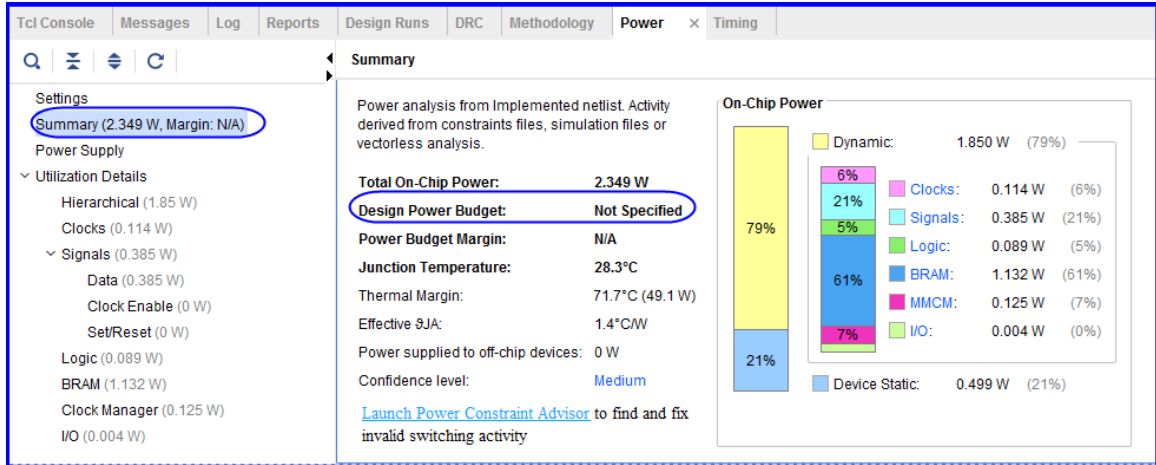 Tcl Console Messages Log Reports Design Runs DRC Methodology Power × Timing
Summary
Settings
Summary (2.349 W, Margin: N/A)
Power Supply
Utilization Details
Hierarchical (1.85 W)
Clocks (0.114 W)
Signals (0.385 W)
Data (0.385 W)
Clock Enable (0 W)
Set/Reset (0 W)
Logic (0.089 W)
BRAM (1.132 W)
Clock Manager (0.125 W)
I/O (0.004 W)
Power analysis from Implemented netlist. Activity
derived from constraints files, simulation files or
vectorless analysis.
Total On-Chip Power: 2.349 W
Design Power Budget: Not Specified
Power Budget Margin: N/A
Junction Temperature: 28.3°C
Thermal Margin: 71.7°C (49.1 W)
Effective ϑJA: 1.4°C/W
Power supplied to off-chip devices: 0 W
Confidence level: Medium
Launch Power Constraint Advisor to find and fix
invalid switching activity
On-Chip Power
79%
21%
Dynamic: 1.850 W (79%)
6%
21%
5%
61%
7%
Clocks: 0.114 W (6%)
Signals: 0.385 W (21%)
Logic: 0.089 W (5%)
BRAM: 1.132 W (61%)
MMCM: 0.125 W (7%)
I/O: 0.004 W (0%)
Device Static: 0.499 W (21%)